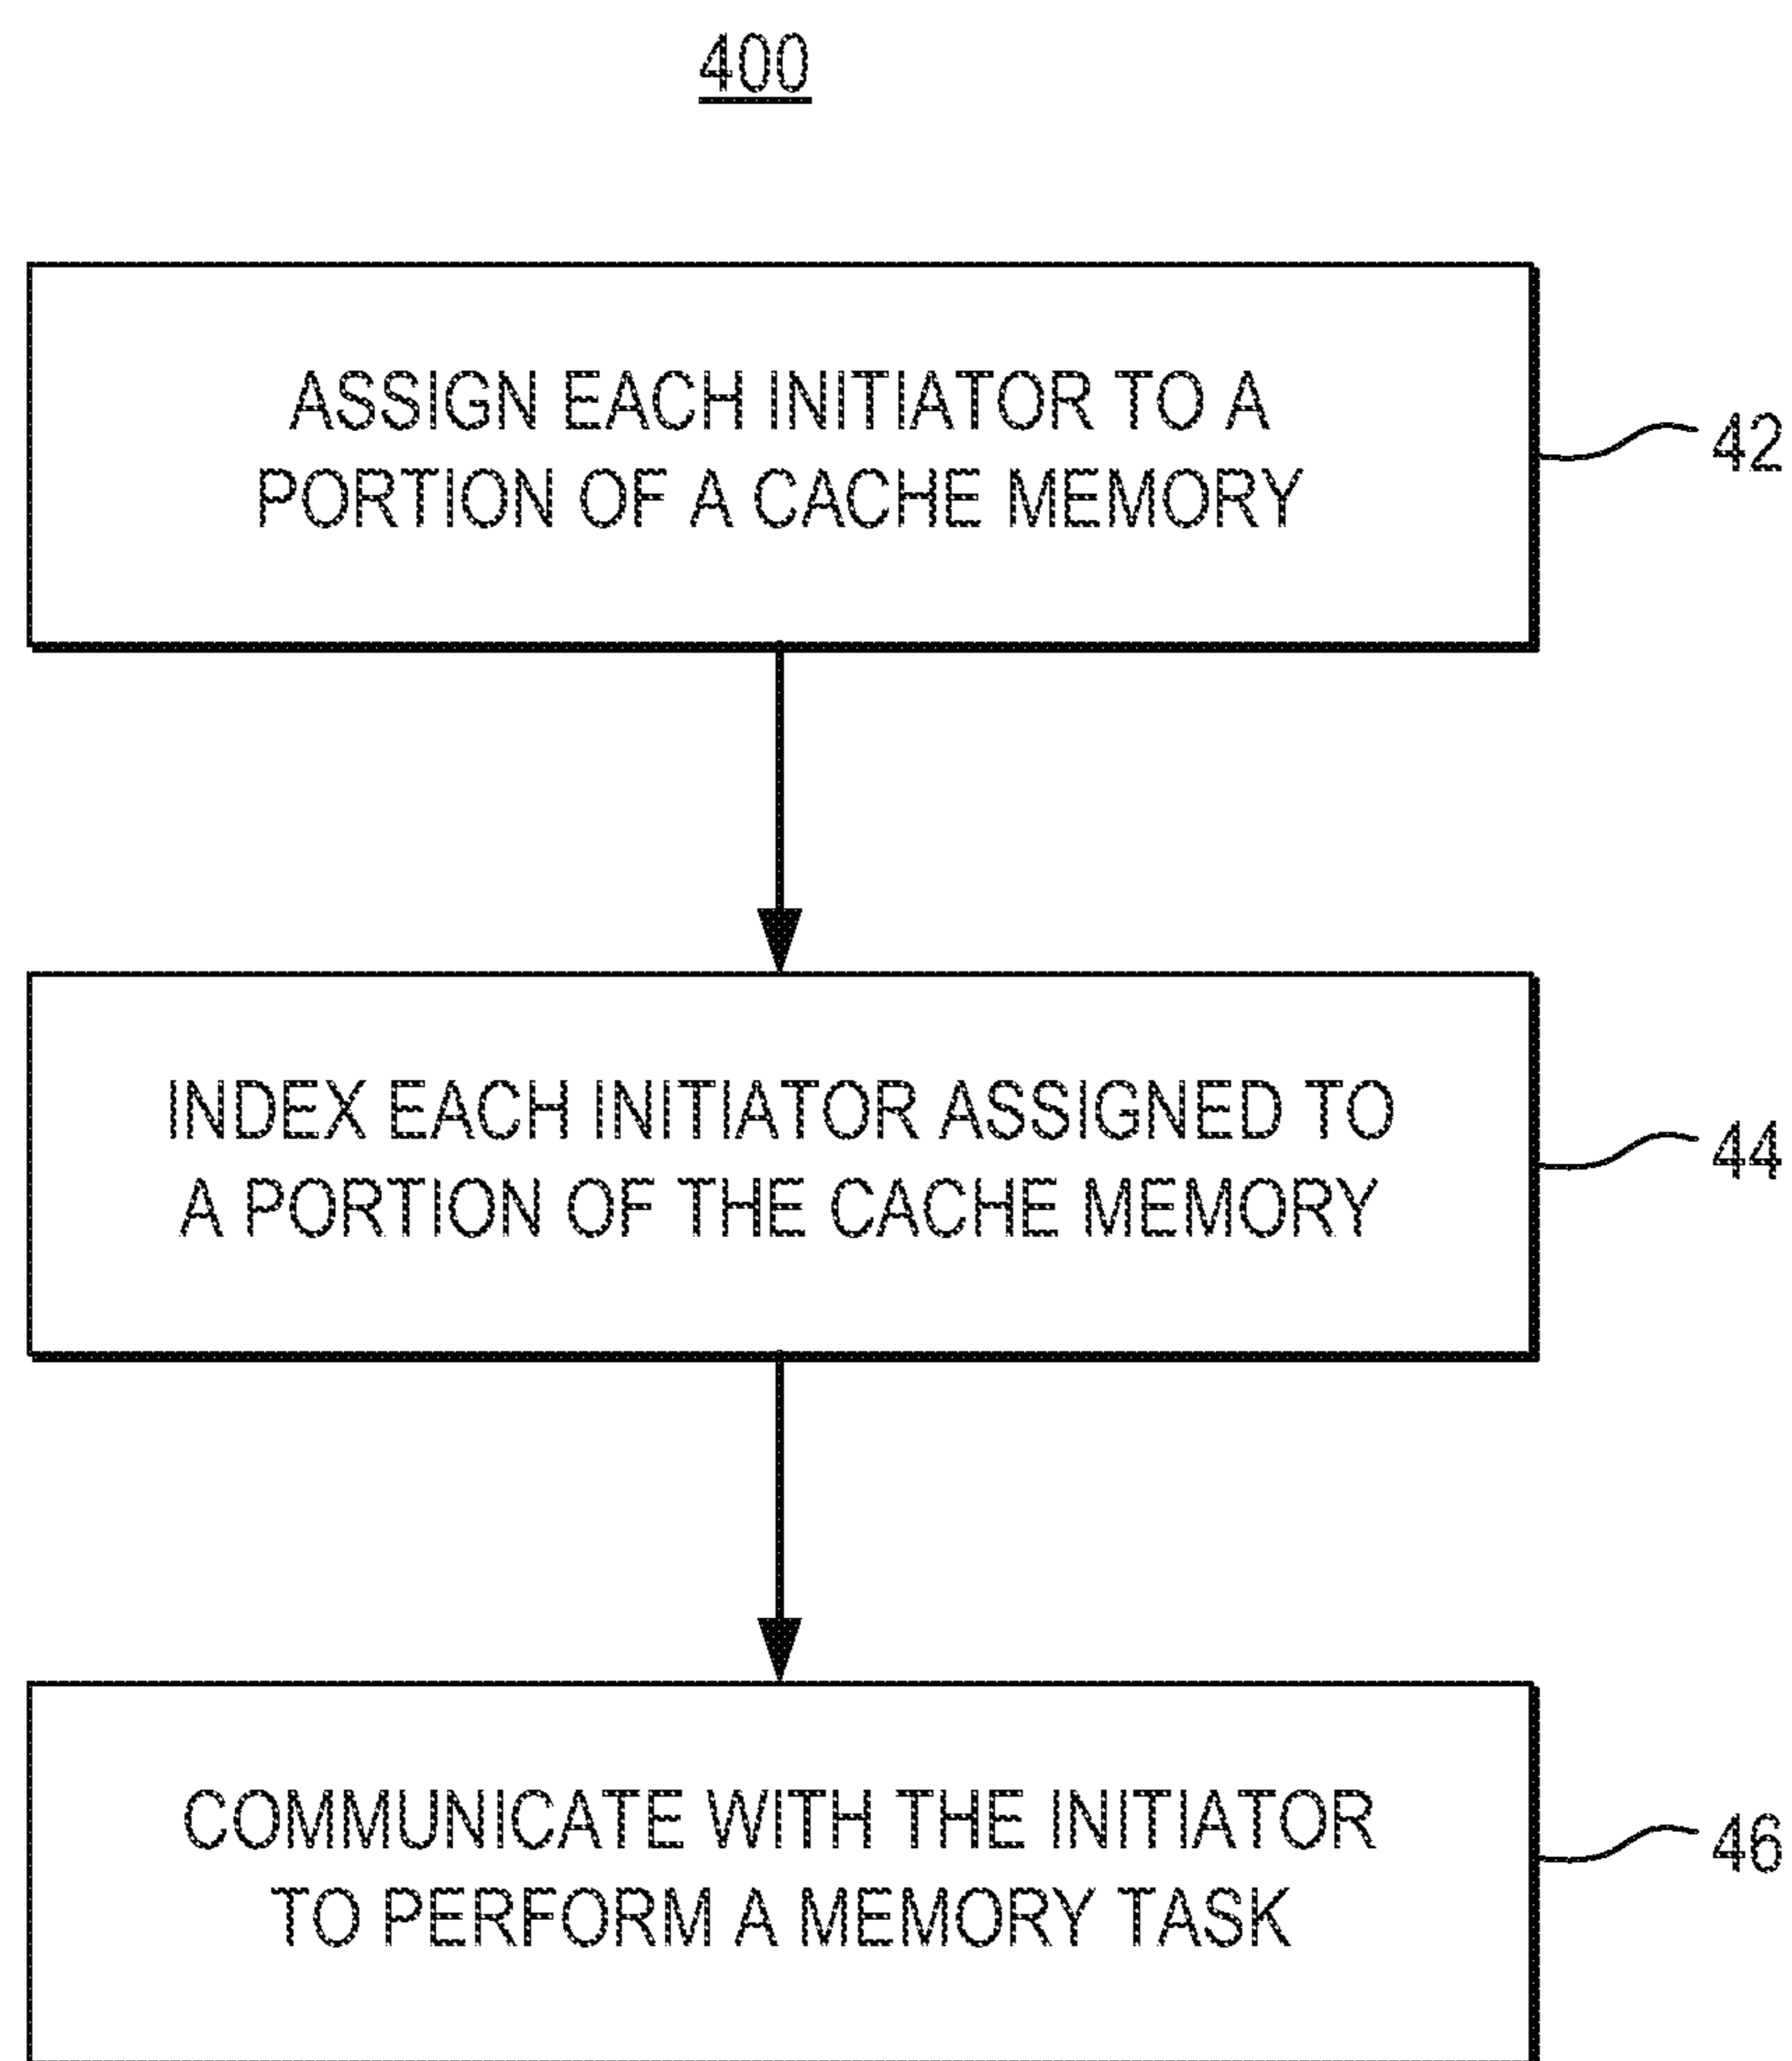 400
ASSIGN EACH INITIATOR TO A
PORTION OF A CACHE MEMORY
42
INDEX EACH INITIATOR ASSIGNED TO
A PORTION OF THE CACHE MEMORY
44
COMMUNICATE WITH THE INITIATOR
TO PERFORM A MEMORY TASK
46